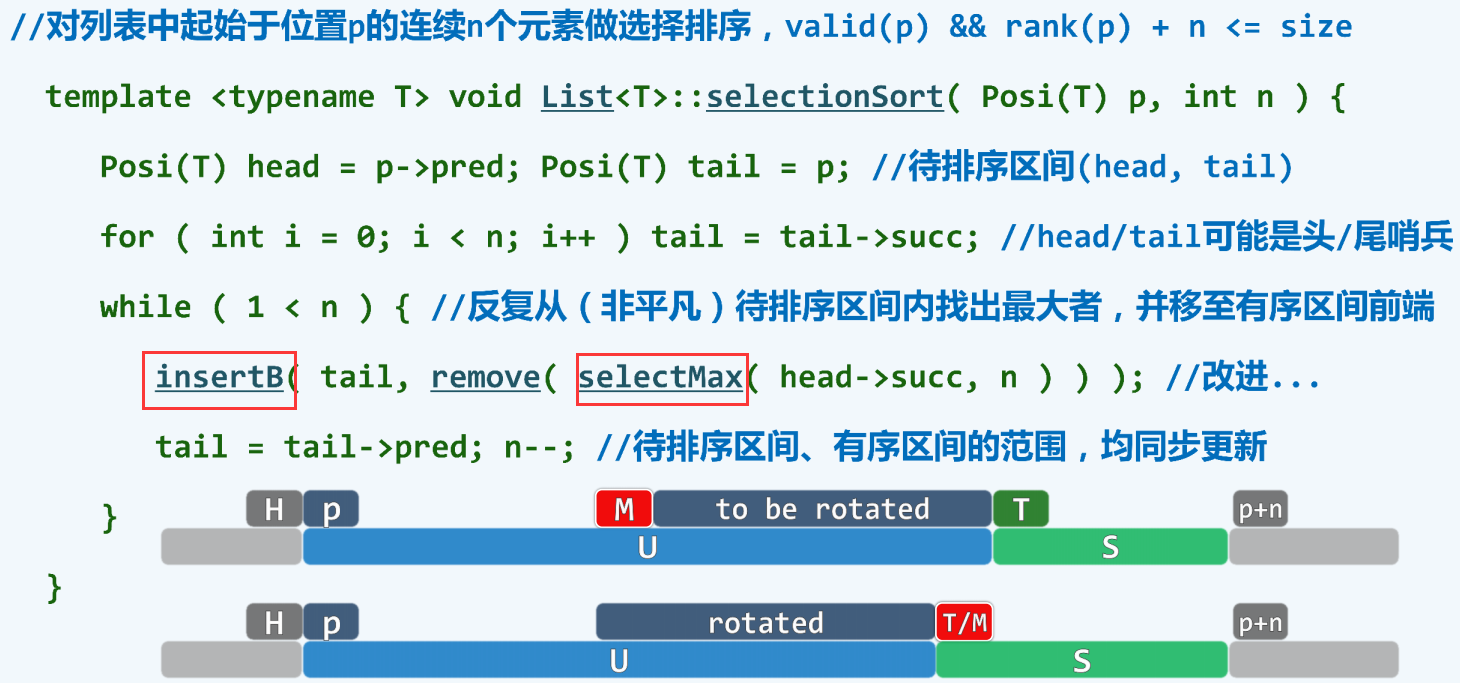 //对列表中起始于位置p的连续n个元素做选择排序，valid(p) && rank(p) + n <= size
template <typename T> void List<T>::selectionSort( Posi(T) p, int n ) {
Posi(T) head = p->pred; Posi(T) tail = p; //待排序区间(head, tail)
for ( int i = 0; i < n; i++ ) tail = tail->succ; //head/tail可能是头/尾哨兵
while ( 1 < n ) { //反复从（非平凡）待排序区间内找出最大者，并移至有序区间前端
insertB( tail, remove( selectMax( head->succ, n ) ) ); //改进...
tail = tail->pred; n--; //待排序区间、有序区间的范围，均同步更新
}
H p M to be rotated T p+n
U S
}
H p rotated T/M p+n
U S